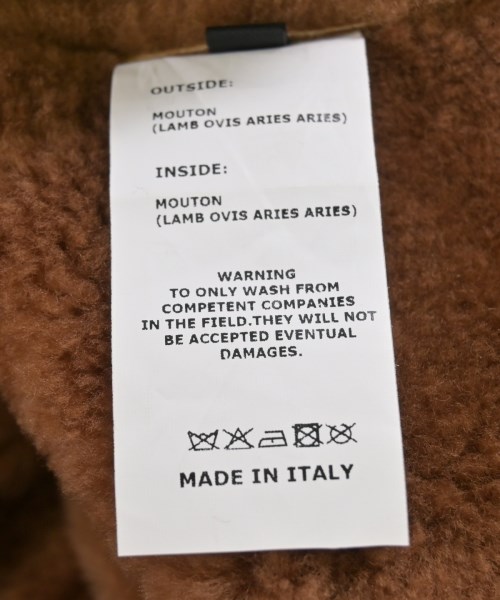 OUTSIDE:
MOUTON
(LAMB OVIS ARIES ARIES)
INSIDE:
MOUTON
(LAMB OVIS ARIES ARIES)
WARNING
TO ONLY WASH FROM
COMPETENT COMPANIES
IN THE FIELD.THEY WILL NOT
BE ACCEPTED EVENTUAL
DAMAGES.
MADE IN ITALY